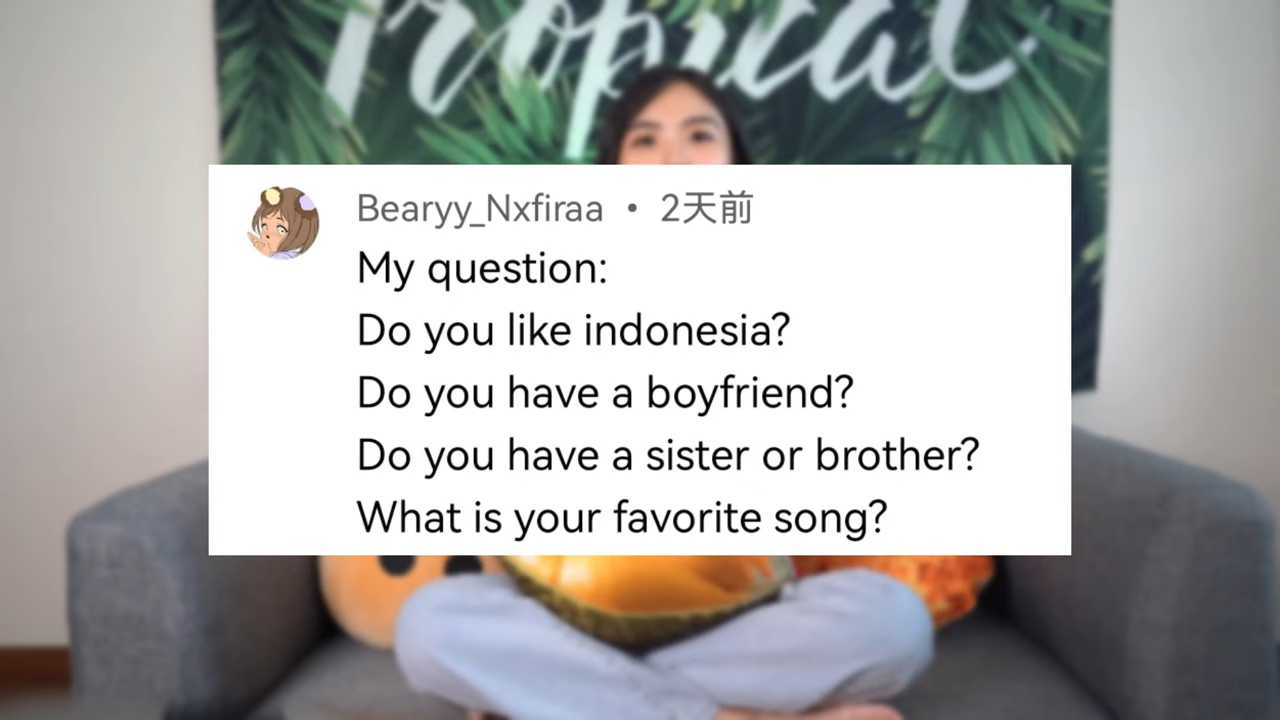 Tropical
Bearyy_Nxfiraa • 2天前
My question:
Do you like indonesia?
Do you have a boyfriend?
Do you have a sister or brother?
What is your favorite song?